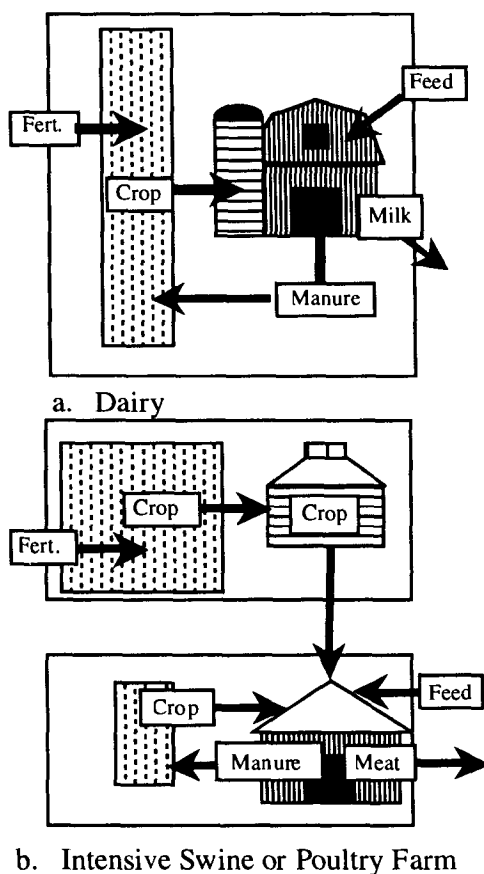 Feed
Fert.
Crop
Milk
Manure
a. Dairy
Crop
Crop
Fert.
Crop
Feed
Manure
Meat
b. Intensive Swine or Poultry Farm